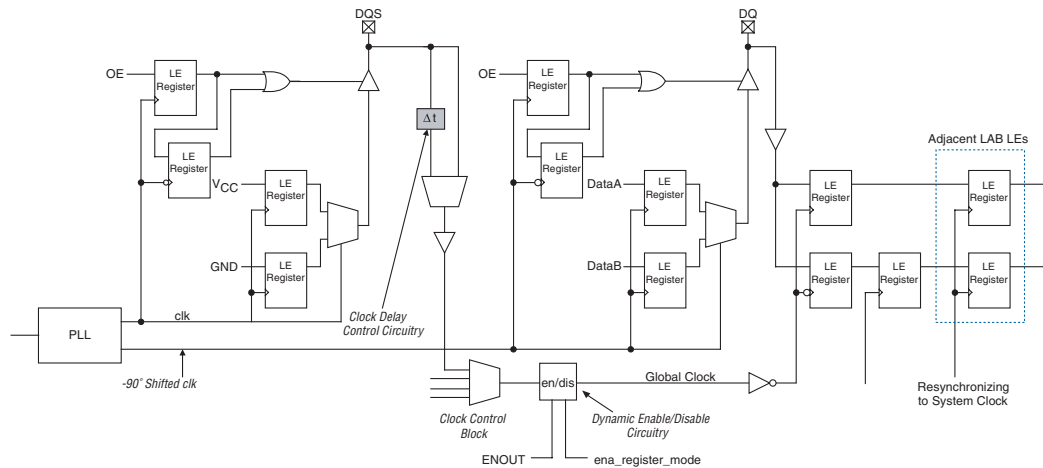 DQS
DQ
OE
LE
Register
OE
LE
Register
Δt
Adjacent LAB LEs
LE
Register
LE
Register
VCC
LE
Register
DataA
LE
Register
LE
Register
LE
Register
GND
LE
Register
DataB
LE
Register
LE
Register
LE
Register
LE
Register
PLL
clk
Clock Delay
Control Circuitry
-90° Shifted clk
en/dis
Global Clock
Resynchronizing
to System Clock
Clock Control
Block
Dynamic Enable/Disable
Circuitry
ENOUT
ena_register_mode